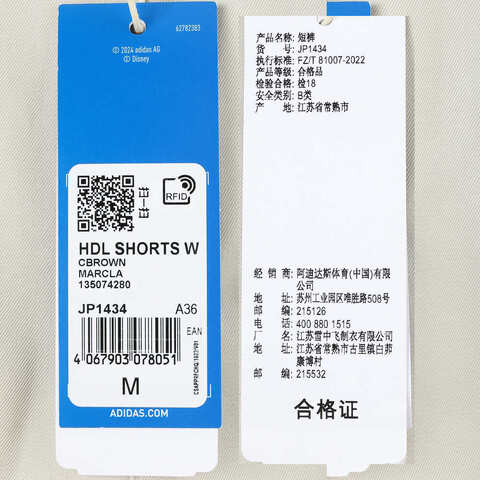 62782383
© 2024 adidas AG
© Disney
RFID
HDL SHORTS W
CBROWN
MARCLA
135074280
JP1434 A36
EAN
4 067903 078051
M
ADIDAS.COM
产品名称: 短裤
货 号: JP1434
执行标准: FZ/T 81007-2022
产品等级: 合格品
检验合格: 检18
安全类别: B类
产 地: 江苏省常熟市
经 销 商: 阿迪达斯体育(中国)有限
公司
地 址: 苏州工业园区准胜路508号
邮 编: 215126
电 话: 400 880 1515
厂 名: 江苏雪中飞制衣有限公司
地 址: 江苏省常熟市古里镇白茆
康博村
邮 编: 215532
合格证